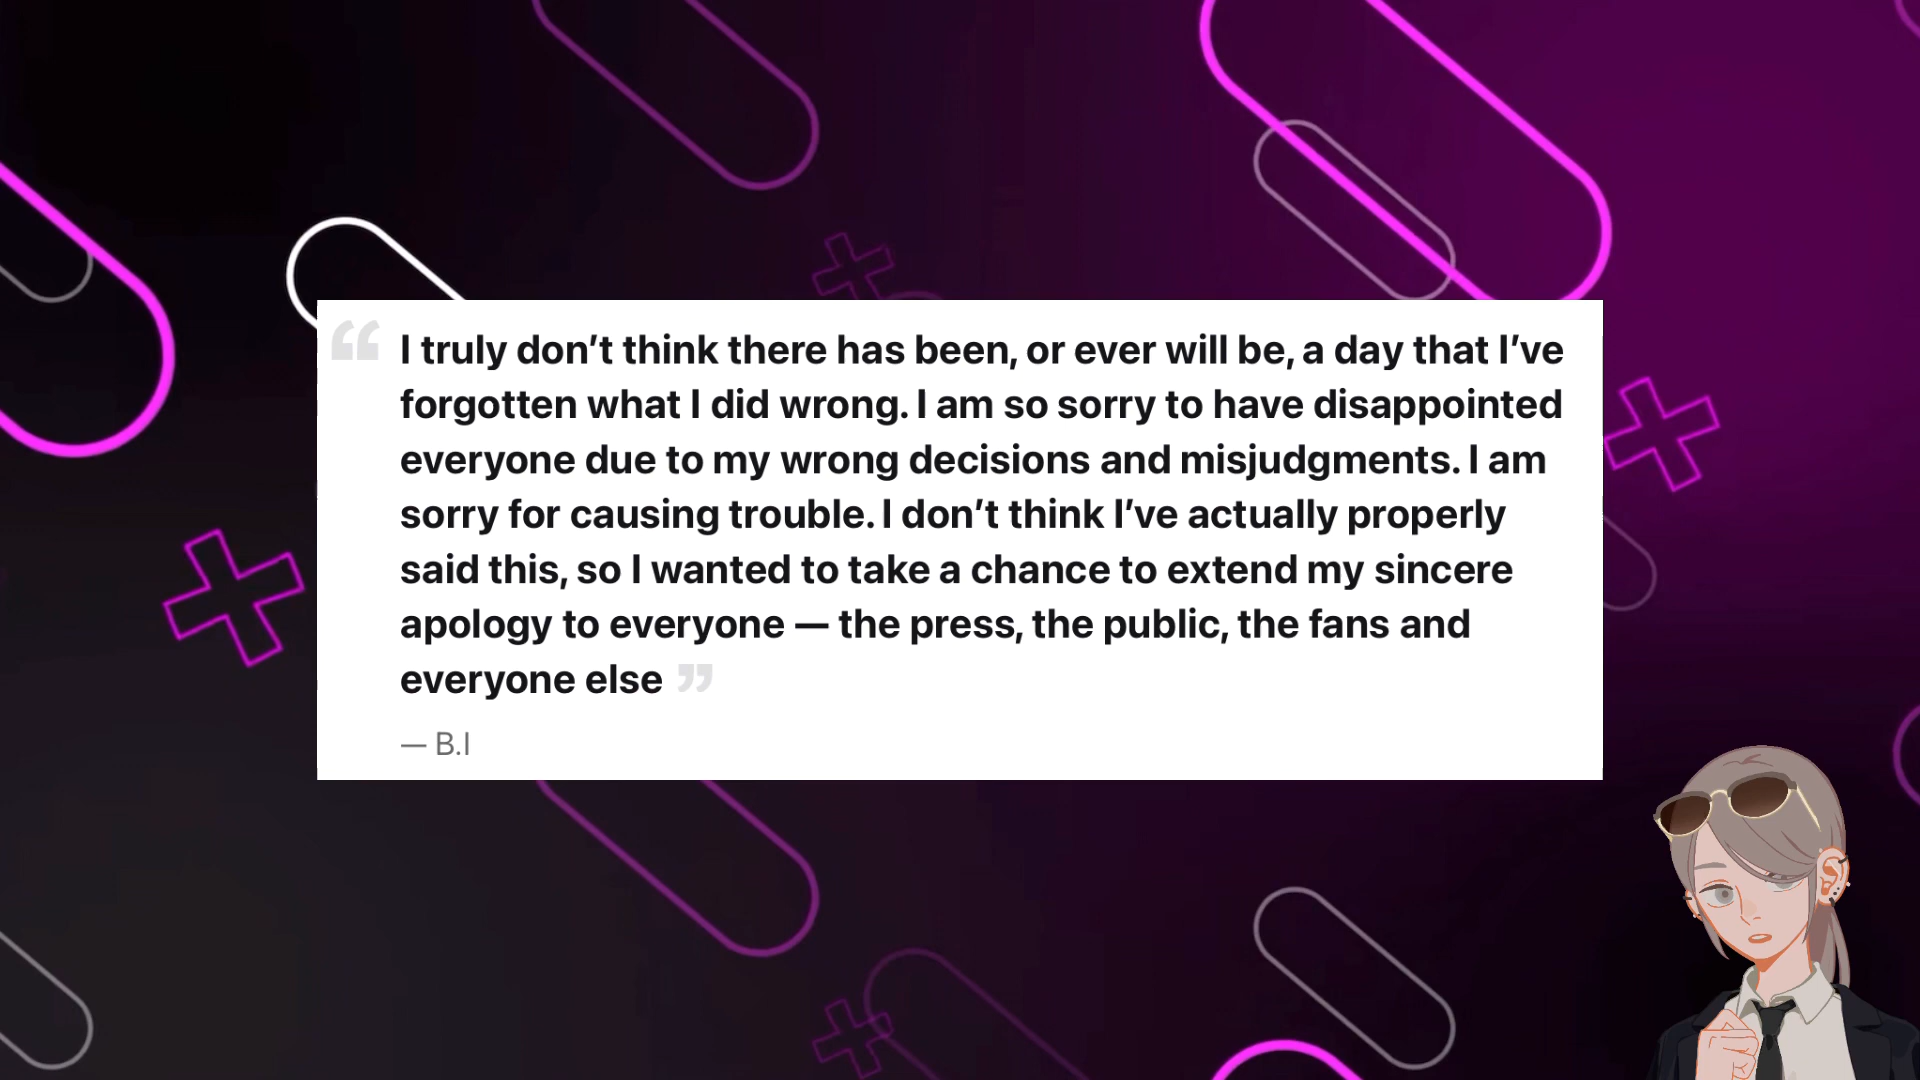 “ I truly don’t think there has been, or ever will be, a day that I’ve
forgotten what I did wrong. I am so sorry to have disappointed
everyone due to my wrong decisions and misjudgments. I am
sorry for causing trouble. I don’t think I’ve actually properly
said this, so I wanted to take a chance to extend my sincere
apology to everyone — the press, the public, the fans and
everyone else ”
— B.I